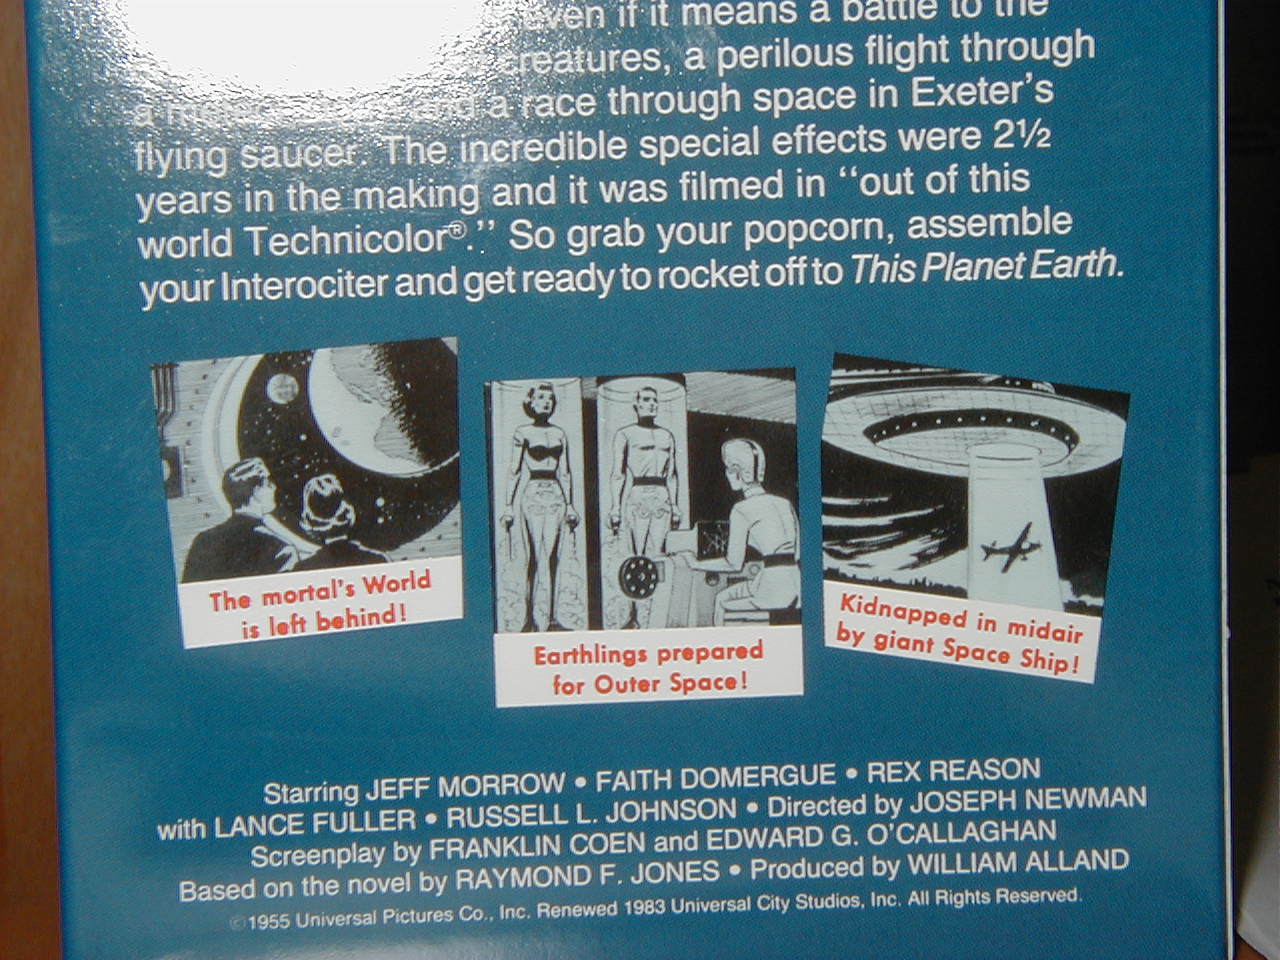 even if it means a battle to the
creatures, a perilous flight through
and a race through space in Exeter's
flying saucer. The incredible special effects were 2½
years in the making and it was filmed in "out of this
world Technicolor®." So grab your popcorn, assemble
your Interociter and get ready to rocket off to This Planet Earth.
The mortal's World
is left behind!
Earthlings prepared
for Outer Space!
Kidnapped in midair
by giant Space Ship!
Starring JEFF MORROW • FAITH DOMERGUE • REX REASON
with LANCE FULLER • RUSSELL L. JOHNSON • Directed by JOSEPH NEWMAN
Screenplay by FRANKLIN COEN and EDWARD G. O'CALLAGHAN
Based on the novel by RAYMOND F. JONES • Produced by WILLIAM ALLAND
©1955 Universal Pictures Co., Inc. Renewed 1983 Universal City Studios, Inc. All Rights Reserved.